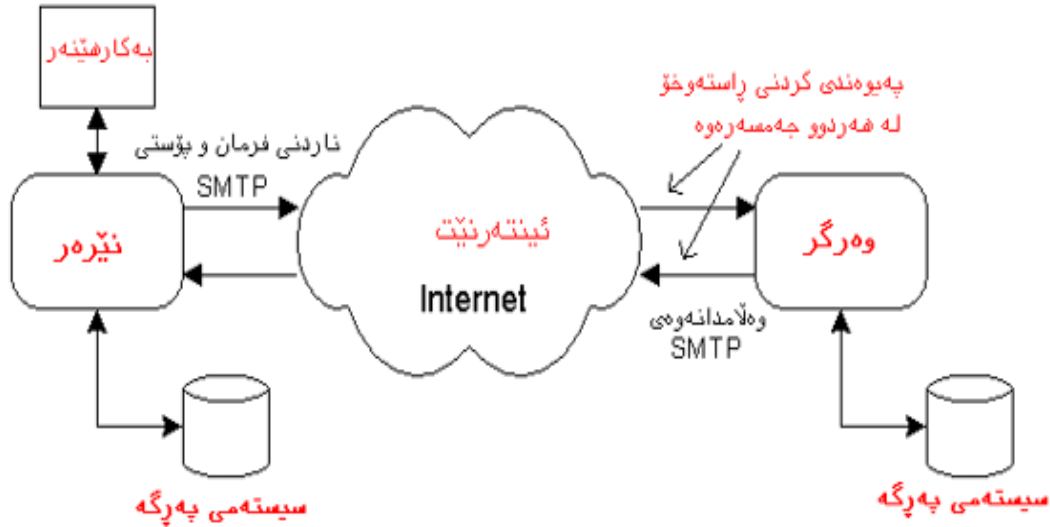 بەکارهێنەر
پەیوەندی کردنی ڕاستەوخۆ
لە هەردوو جەمسەرەوە
ناردنی فرمان و پۆستی
SMTP
نێرەر
ئینتەرنێت
Internet
وەرگر
وەڵامدانەوەی
SMTP
سیستەمی پەڕگە
سیستەمی پەڕگە